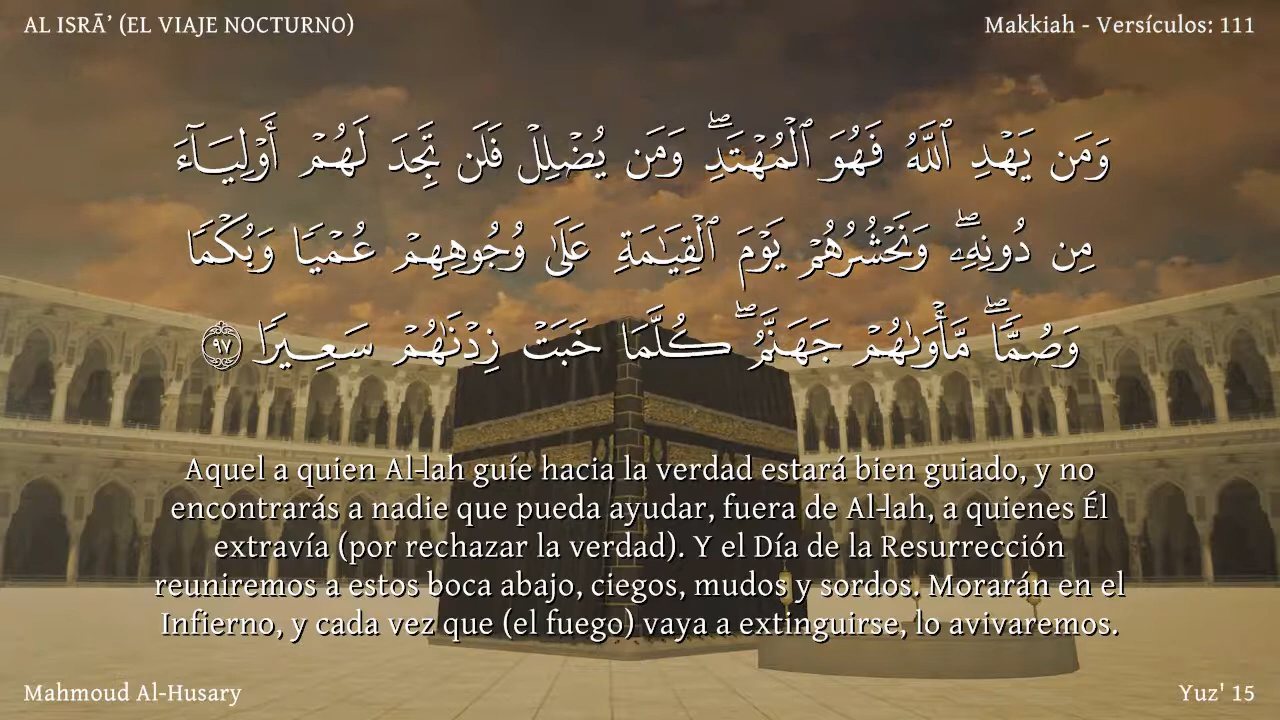 AL ISRĀ’ (EL VIAJE NOCTURNO)
Makkiah - Versículos: 111
وَمَن يَهْدِ ٱللَّهُ فَهُوَ ٱلْمُهْتَدِۖ وَمَن يُضْلِلْ فَلَن تَجِدَ لَهُمْ أَوْلِيَآءَ
مِن دُونِهِۦۖ وَنَحْشُرُهُمْ يَوْمَ ٱلْقِيَٰمَةِ عَلَىٰ وُجُوهِهِمْ عُمْيًا وَبُكْمًا
وَصُمًّاۖ مَّأْوَىٰهُمْ جَهَنَّمُۖ كُلَّمَا خَبَتْ زِدْنَٰهُمْ سَعِيرًا ٩٧
Aquel a quien Al-lah guíe hacia la verdad estará bien guiado, y no
encontrarás a nadie que pueda ayudar, fuera de Al-lah, a quienes Él
extravía (por rechazar la verdad). Y el Día de la Resurrección
reuniremos a estos boca abajo, ciegos, mudos y sordos. Morarán en el
Infierno, y cada vez que (el fuego) vaya a extinguirse, lo avivaremos.
Mahmoud Al-Husary
Yuz' 15